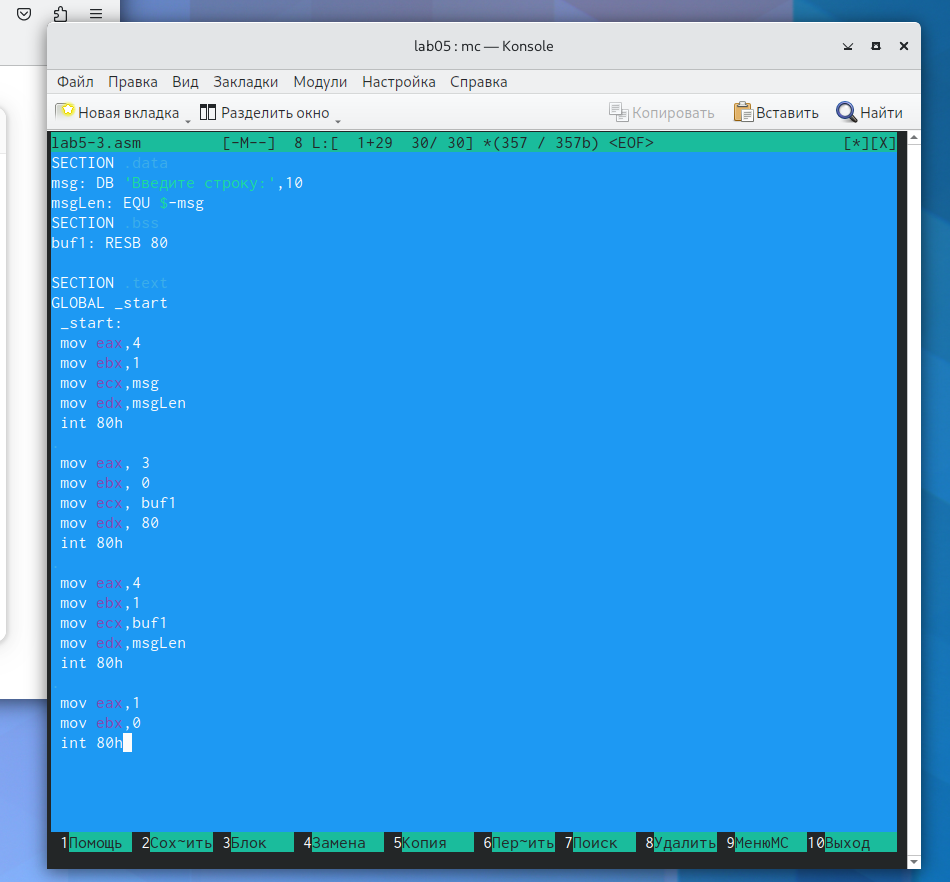 lab05 : mc — Konsole
Файл Правка Вид Закладки Модули Настройка Справка
Новая вкладка Разделить окно Копировать Вставить Найти
lab5-3.asm [-M--] 8 L:[ 1+29 30/ 30] *(357 / 357b) <EOF> [*][X]
SECTION .data
msg: DB 'Введите строку:',10
msgLen: EQU $-msg
SECTION .bss
buf1: RESB 80
SECTION .text
GLOBAL _start
_start:
mov eax,4
mov ebx,1
mov ecx,msg
mov edx,msgLen
int 80h
mov eax, 3
mov ebx, 0
mov ecx, buf1
mov edx, 80
int 80h
mov eax,4
mov ebx,1
mov ecx,buf1
mov edx,msgLen
int 80h
mov eax,1
mov ebx,0
int 80h
1Помощь 2Сох~ить 3Блок 4Замена 5Копия 6Пер~ить 7Поиск 8Удалить 9МенюMC 10Выход